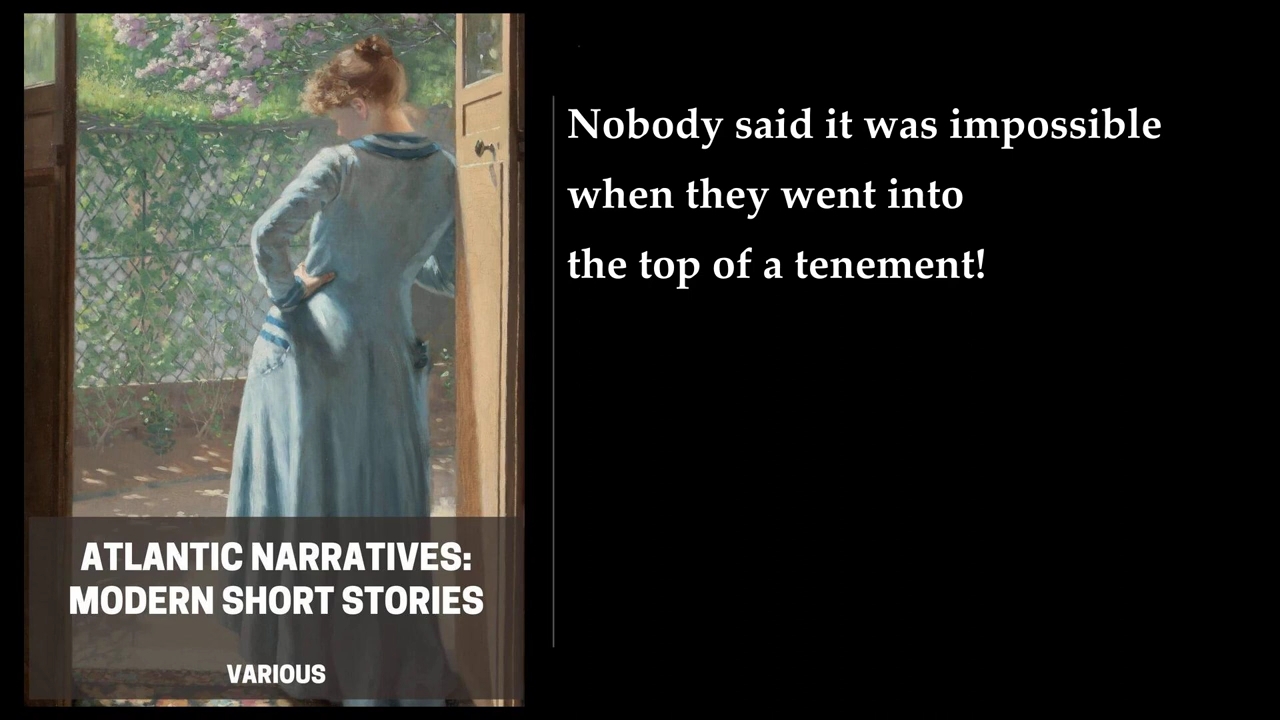 Nobody said it was impossible
when they went into
the top of a tenement!
ATLANTIC NARRATIVES:
MODERN SHORT STORIES
VARIOUS